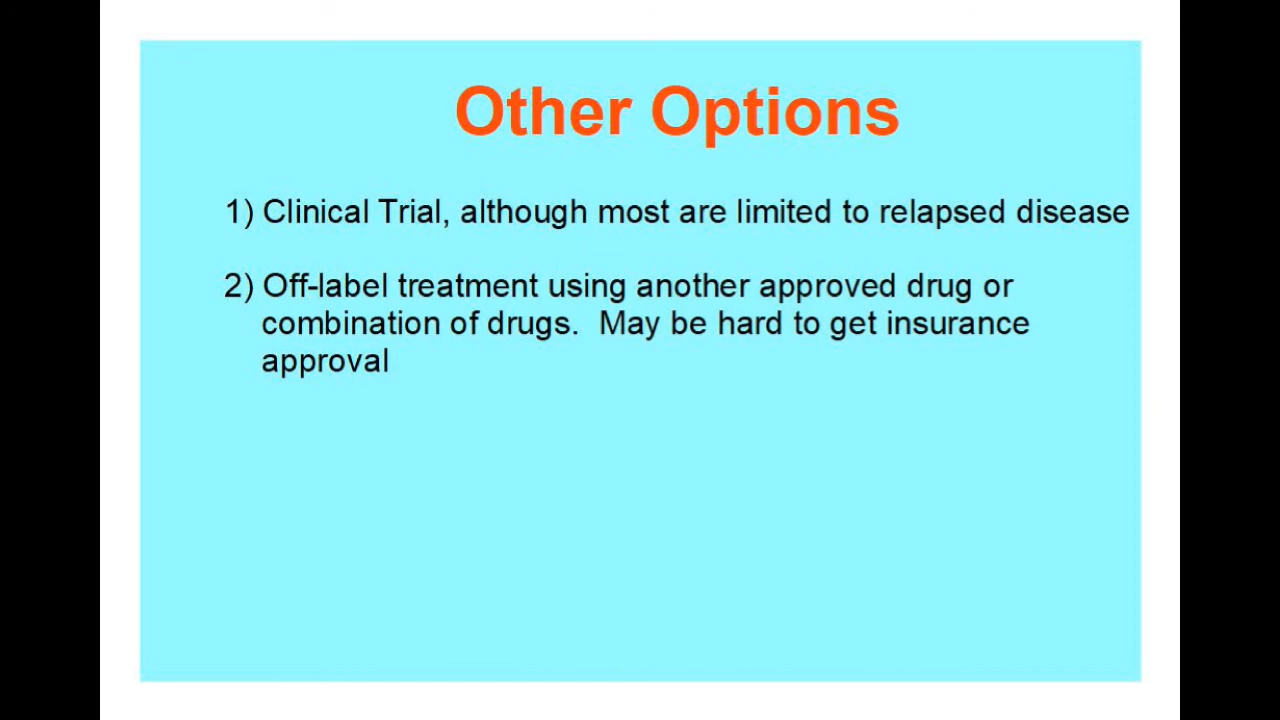 Other Options
1) Clinical Trial, although most are limited to relapsed disease
2) Off-label treatment using another approved drug or
combination of drugs.  May be hard to get insurance
approval